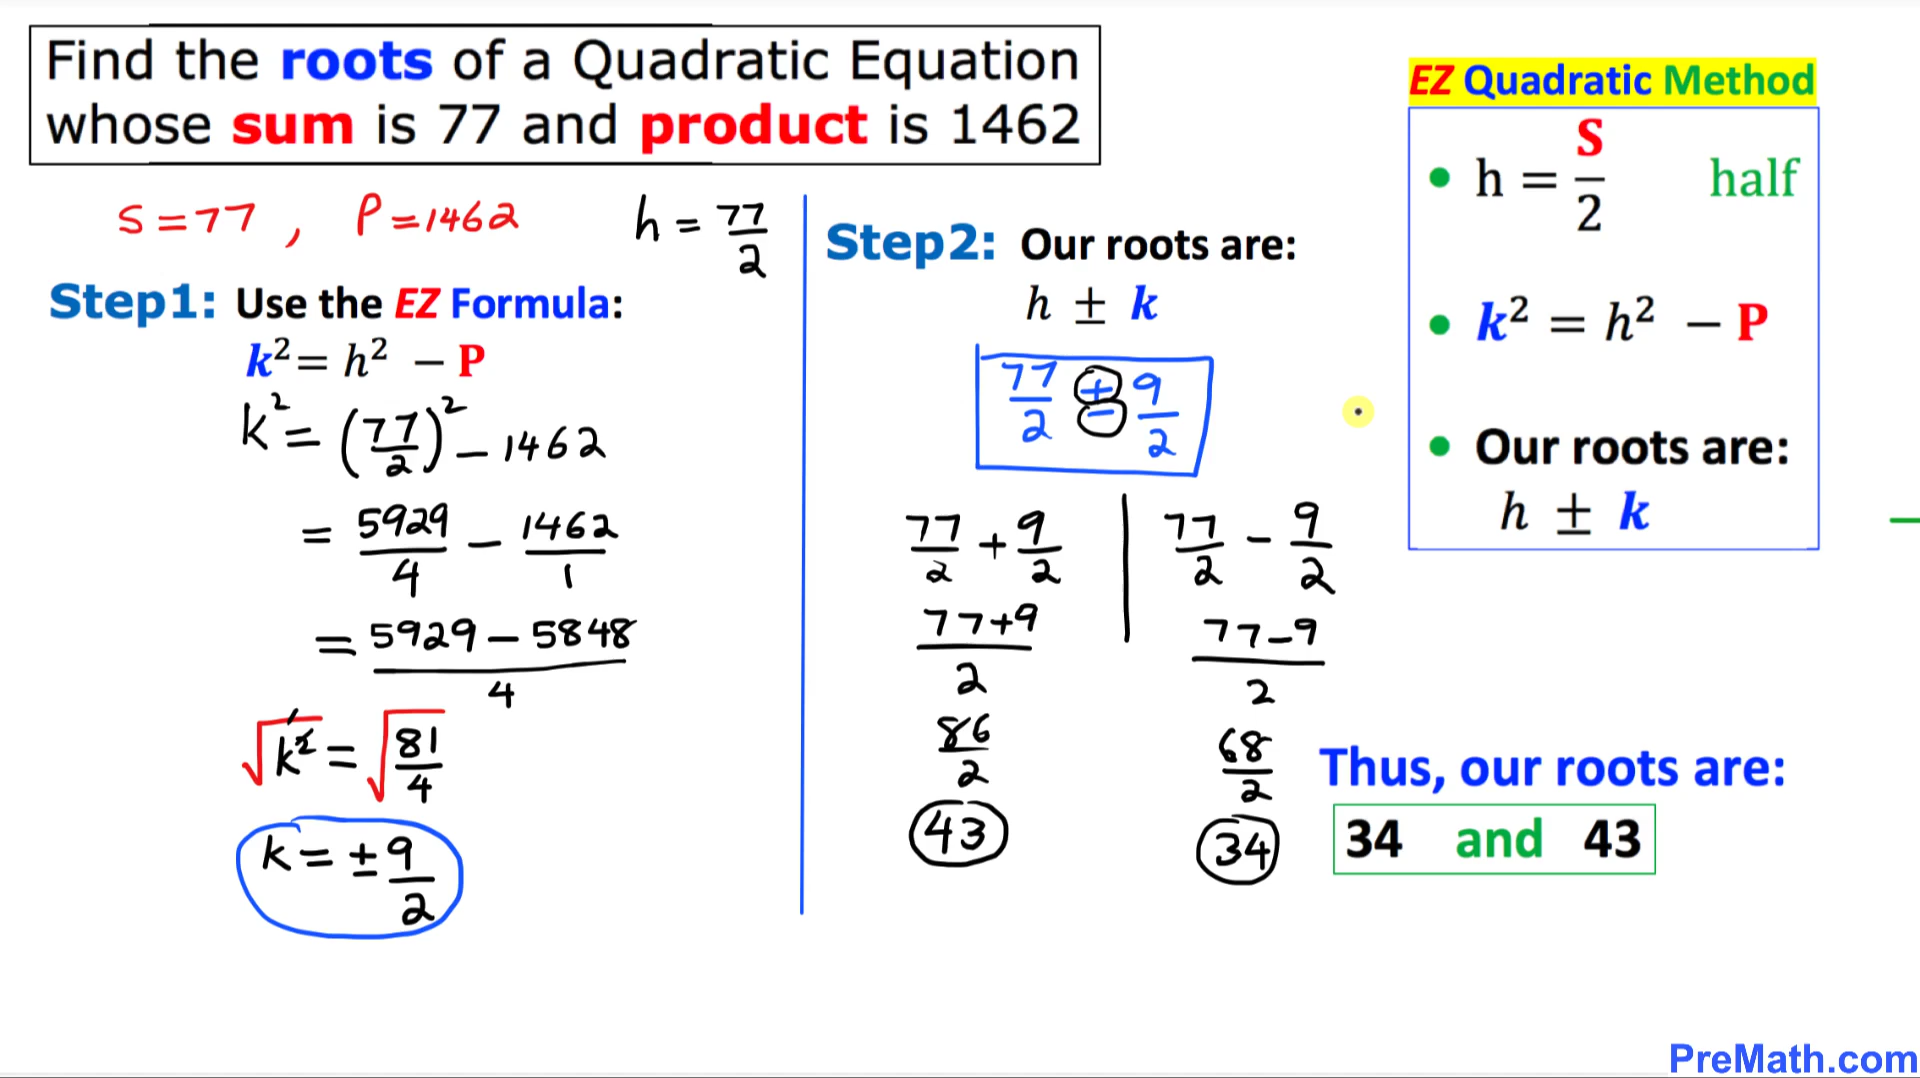 Find the roots of a Quadratic Equation
whose sum is 77 and product is 1462
S = 77 , P = 1462
h = 77/2
Step1: Use the EZ Formula:
k² = h² − P
k² = (77/2)² − 1462
= 5929/4 − 1462/1
= (5929 − 5848)/4
√k² = √(81/4)
k = ± 9/2
Step2: Our roots are:
h ± k
77/2 ± 9/2
77/2 + 9/2
(77+9)/2
86/2
43
77/2 − 9/2
(77−9)/2
68/2
34
EZ Quadratic Method
• h = S/2 half
• k² = h² − P
• Our roots are:
h ± k
Thus, our roots are:
34 and 43
PreMath.com